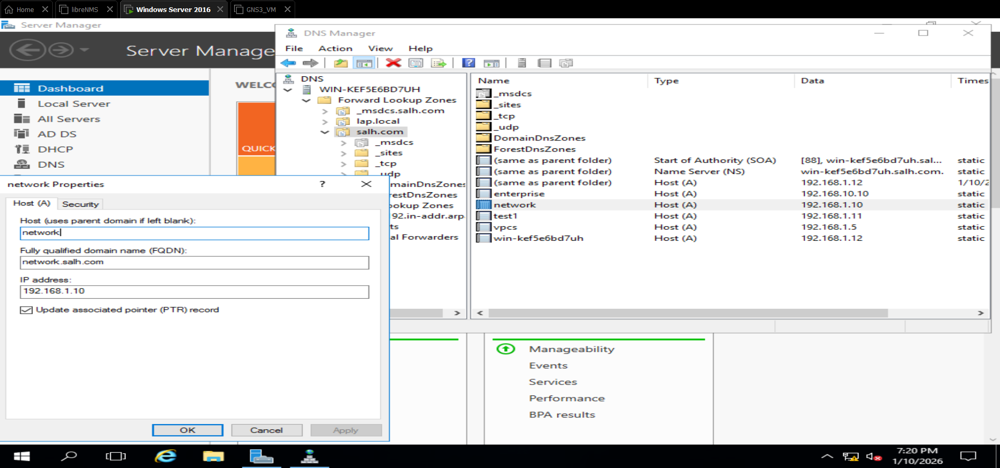 Home
libreNMS
Windows Server 2016
GNS3_VM
Server Manager
Server Manage
Dashboard
Local Server
All Servers
AD DS
DHCP
DNS
WELC
QUICK
DNS Manager
File Action View Help
DNS
WIN-KEF5E6BD7UH
Forward Lookup Zones
_msdcs.salh.com
lap.local
salh.com
_msdcs
_sites
_tcp
_udp
mainDnsZones
restDnsZones
ookup Zones
92.in-addr.arp
ts
al Forwarders
Name Type Data Times
_msdcs
_sites
_tcp
_udp
DomainDnsZones
ForestDnsZones
(same as parent folder) Start of Authority (SOA) [88], win-kef5e6bd7uh.sal... static
(same as parent folder) Name Server (NS) win-kef5e6bd7uh.salh.com. static
(same as parent folder) Host (A) 192.168.1.12 1/10/2
enterprise Host (A) 192.168.10.10 static
network Host (A) 192.168.1.10 static
test1 Host (A) 192.168.1.11 static
vpcs Host (A) 192.168.1.5 static
win-kef5e6bd7uh Host (A) 192.168.1.12 static
network Properties
Host (A) Security
Host (uses parent domain if left blank):
network
Fully qualified domain name (FQDN):
network.salh.com
IP address:
192.168.1.10
Update associated pointer (PTR) record
OK Cancel Apply
Manageability
Events
Services
Performance
BPA results
7:20 PM
1/10/2026